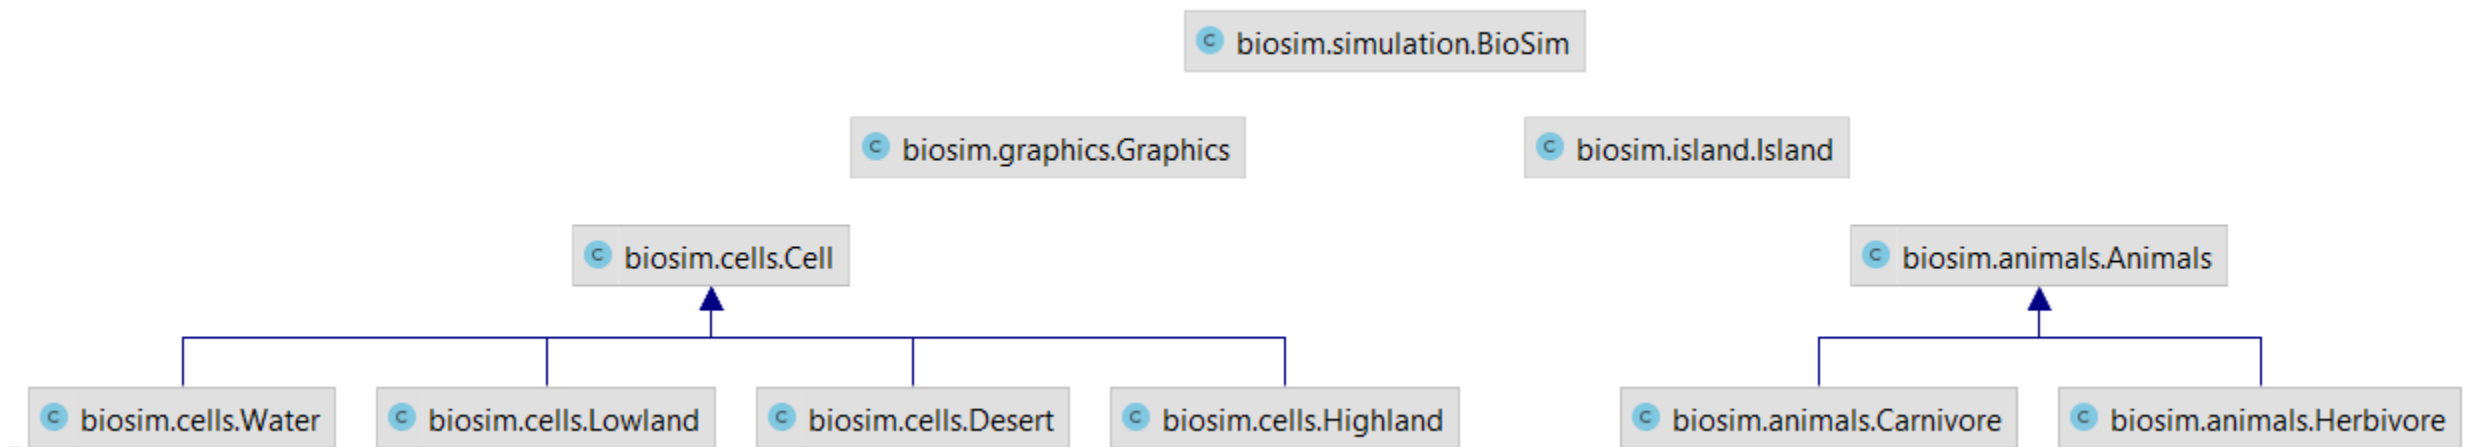 C biosim.simulation.BioSim
C biosim.graphics.Graphics
C biosim.island.Island
C biosim.cells.Cell
C biosim.animals.Animals
C biosim.cells.Water
C biosim.cells.Lowland
C biosim.cells.Desert
C biosim.cells.Highland
C biosim.animals.Carnivore
C biosim.animals.Herbivore